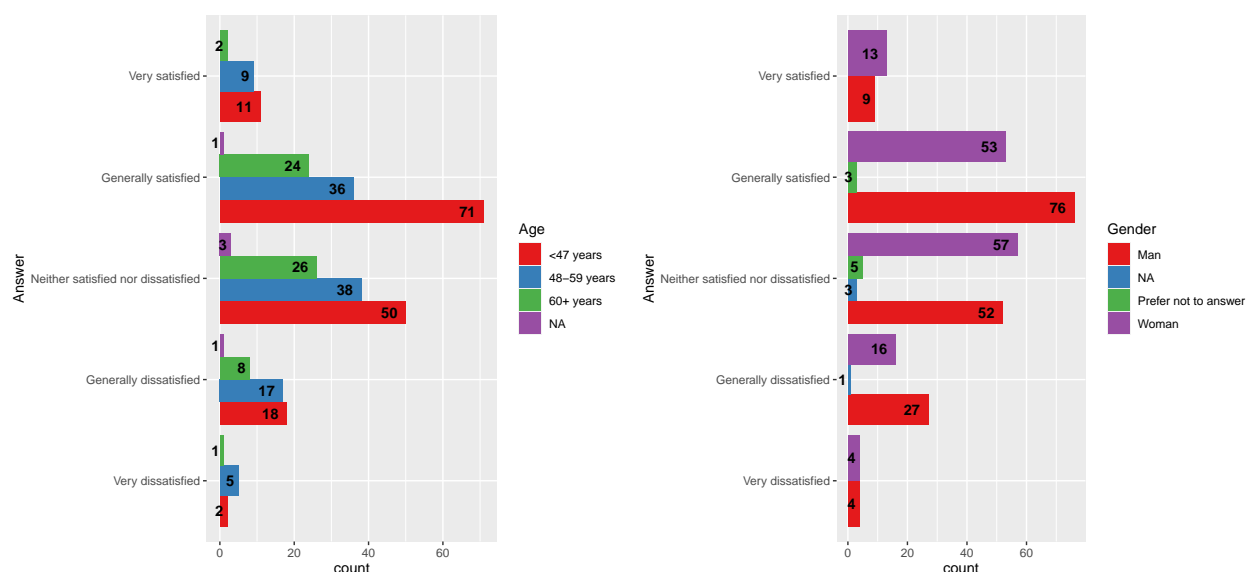 Answer
Very satisfied
Generally satisfied
Neither satisfied nor dissatisfied
Generally dissatisfied
Very dissatisfied
2
9
11
1
24
36
71
3
26
38
50
1
8
17
18
1
5
2
0
20
40
60
count
Age
<47 years
48–59 years
60+ years
NA
Answer
Very satisfied
Generally satisfied
Neither satisfied nor dissatisfied
Generally dissatisfied
Very dissatisfied
13
9
53
3
76
57
5
3
52
16
1
27
4
4
0
20
40
60
count
Gender
Man
NA
Prefer not to answer
Woman